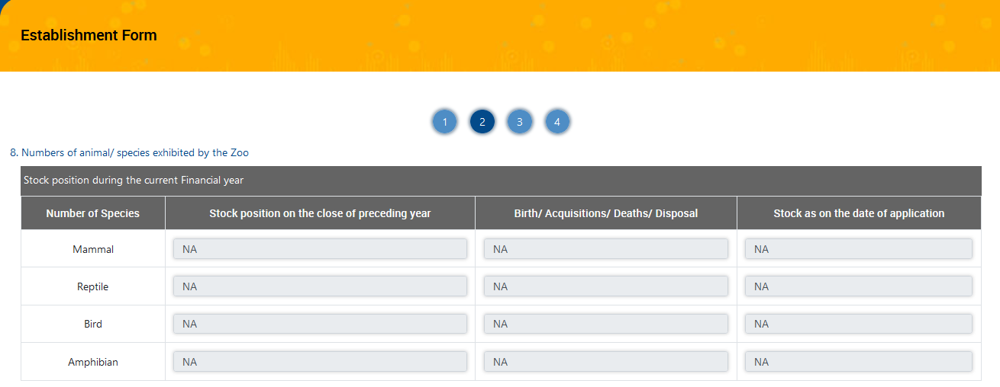 Establishment Form
1 2 3 4
8. Numbers of animal/ species exhibited by the Zoo
Stock position during the current Financial year
Number of Species Stock position on the close of preceding year Birth/ Acquisitions/ Deaths/ Disposal Stock as on the date of application
Mammal NA NA NA
Reptile NA NA NA
Bird NA NA NA
Amphibian NA NA NA